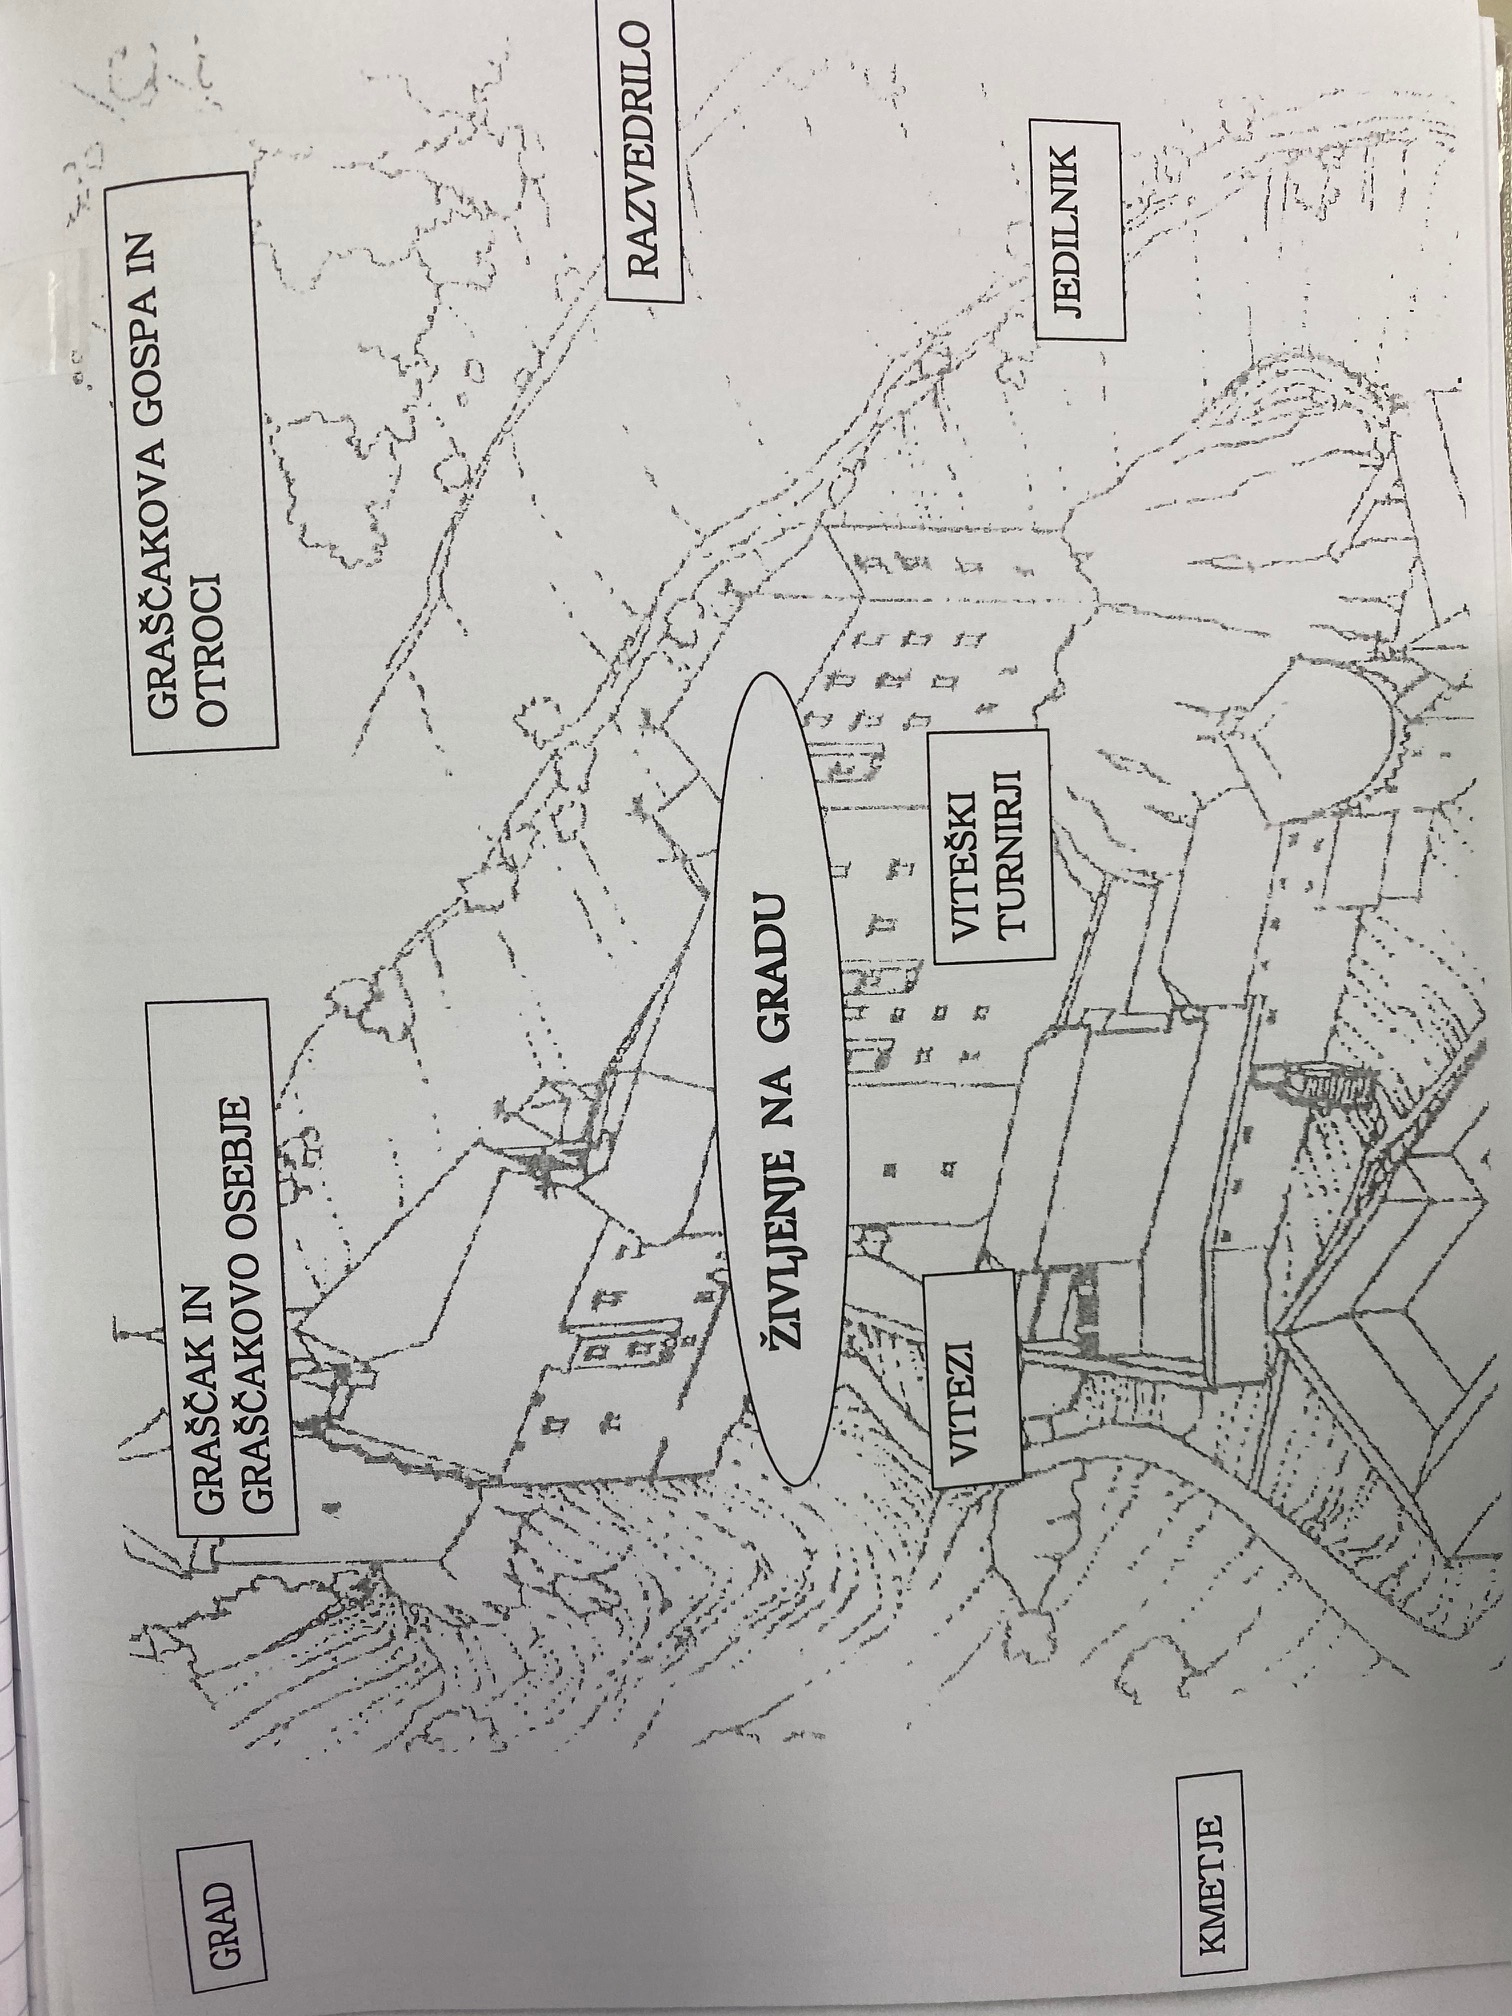 GRAD
GRAŠČAK IN
GRAŠČAKOVO OSEBJE
GRAŠČAKOVA GOSPA IN
OTROCI
RAZVEDRILO
ŽIVLJENJE NA GRADU
VITEZI
VITEŠKI
TURNIRJI
JEDILNIK
KMETJE